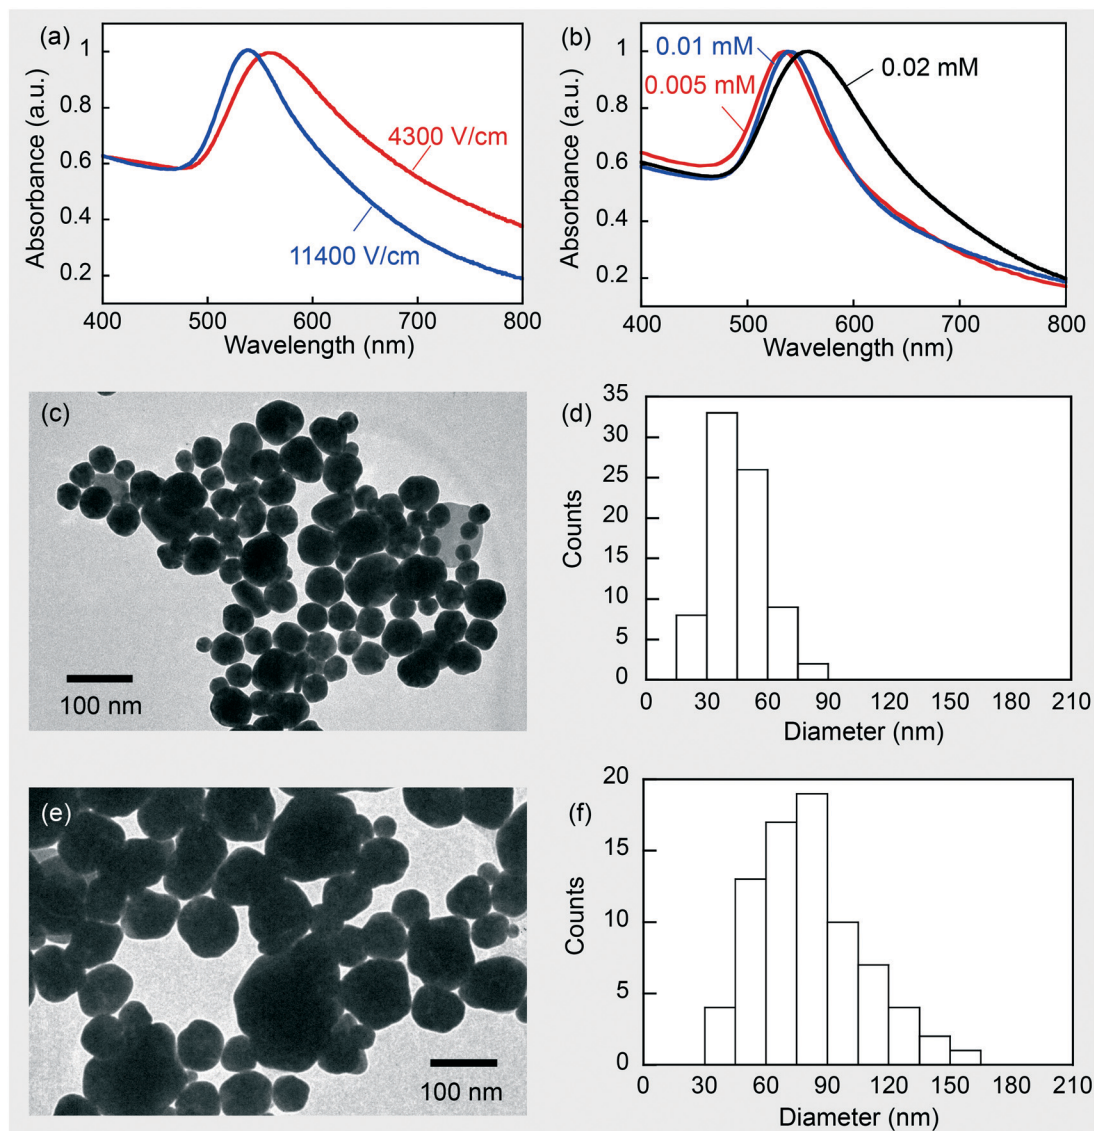 (a)
Absorbance (a.u.)
1
0.8
0.6
0.4
0.2
4300 V/cm
11400 V/cm
400 500 600 700 800
Wavelength (nm)
(b)
Absorbance (a.u.)
1
0.8
0.6
0.4
0.2
0.01 mM
0.005 mM
0.02 mM
400 500 600 700 800
Wavelength (nm)
(c)
100 nm
(d)
Counts
35
30
25
20
15
10
5
0
0 30 60 90 120 150 180 210
Diameter (nm)
(e)
100 nm
(f)
Counts
20
15
10
5
0
0 30 60 90 120 150 180 210
Diameter (nm)